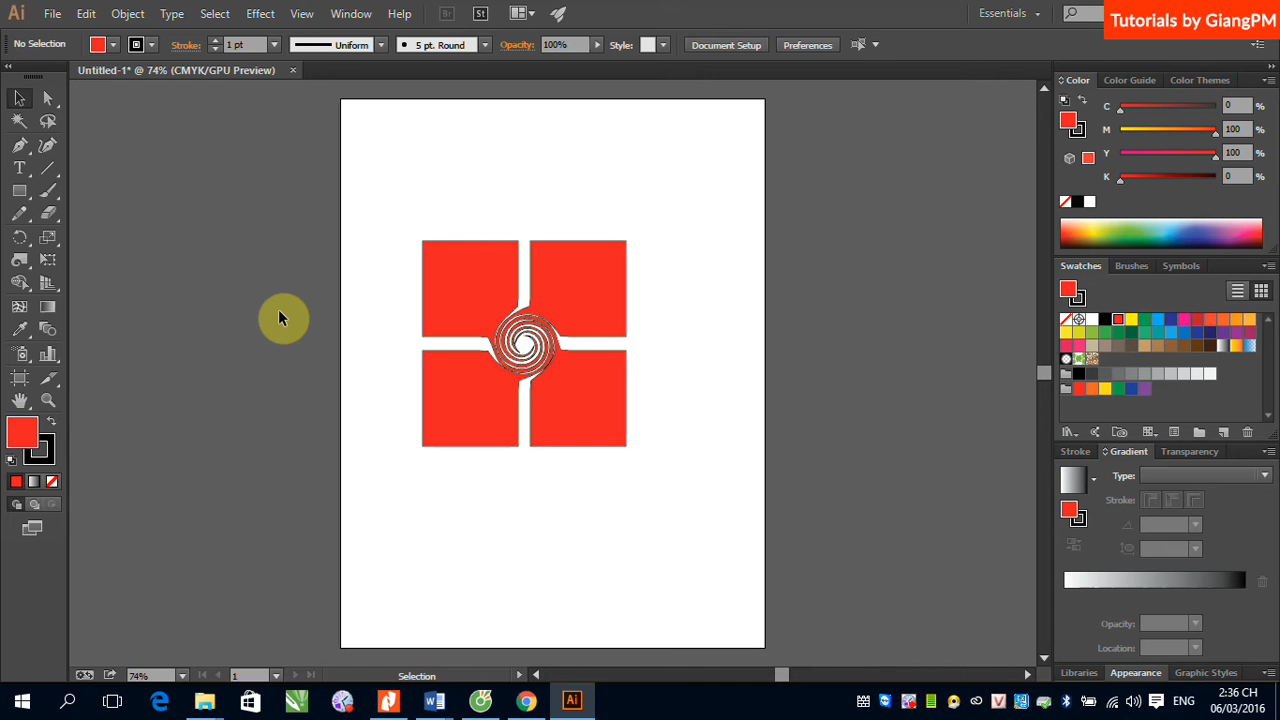 Ai File Edit Object Type Select Effect View Window Help Br St Essentials
Tutorials by GiangPM
No Selection Stroke: 1 pt Uniform 5 pt. Round Opacity: 100% Style: Document Setup Preferences
Untitled-1* @ 74% (CMYK/GPU Preview) ×
Color Color Guide Color Themes
C 0 %
M 100 %
Y 100 %
K 0 %
Swatches Brushes Symbols
Stroke Gradient Transparency
Type:
Stroke:
Opacity:
Location:
Libraries Appearance Graphic Styles
74% 1 Selection
ENG
2:36 CH
06/03/2016